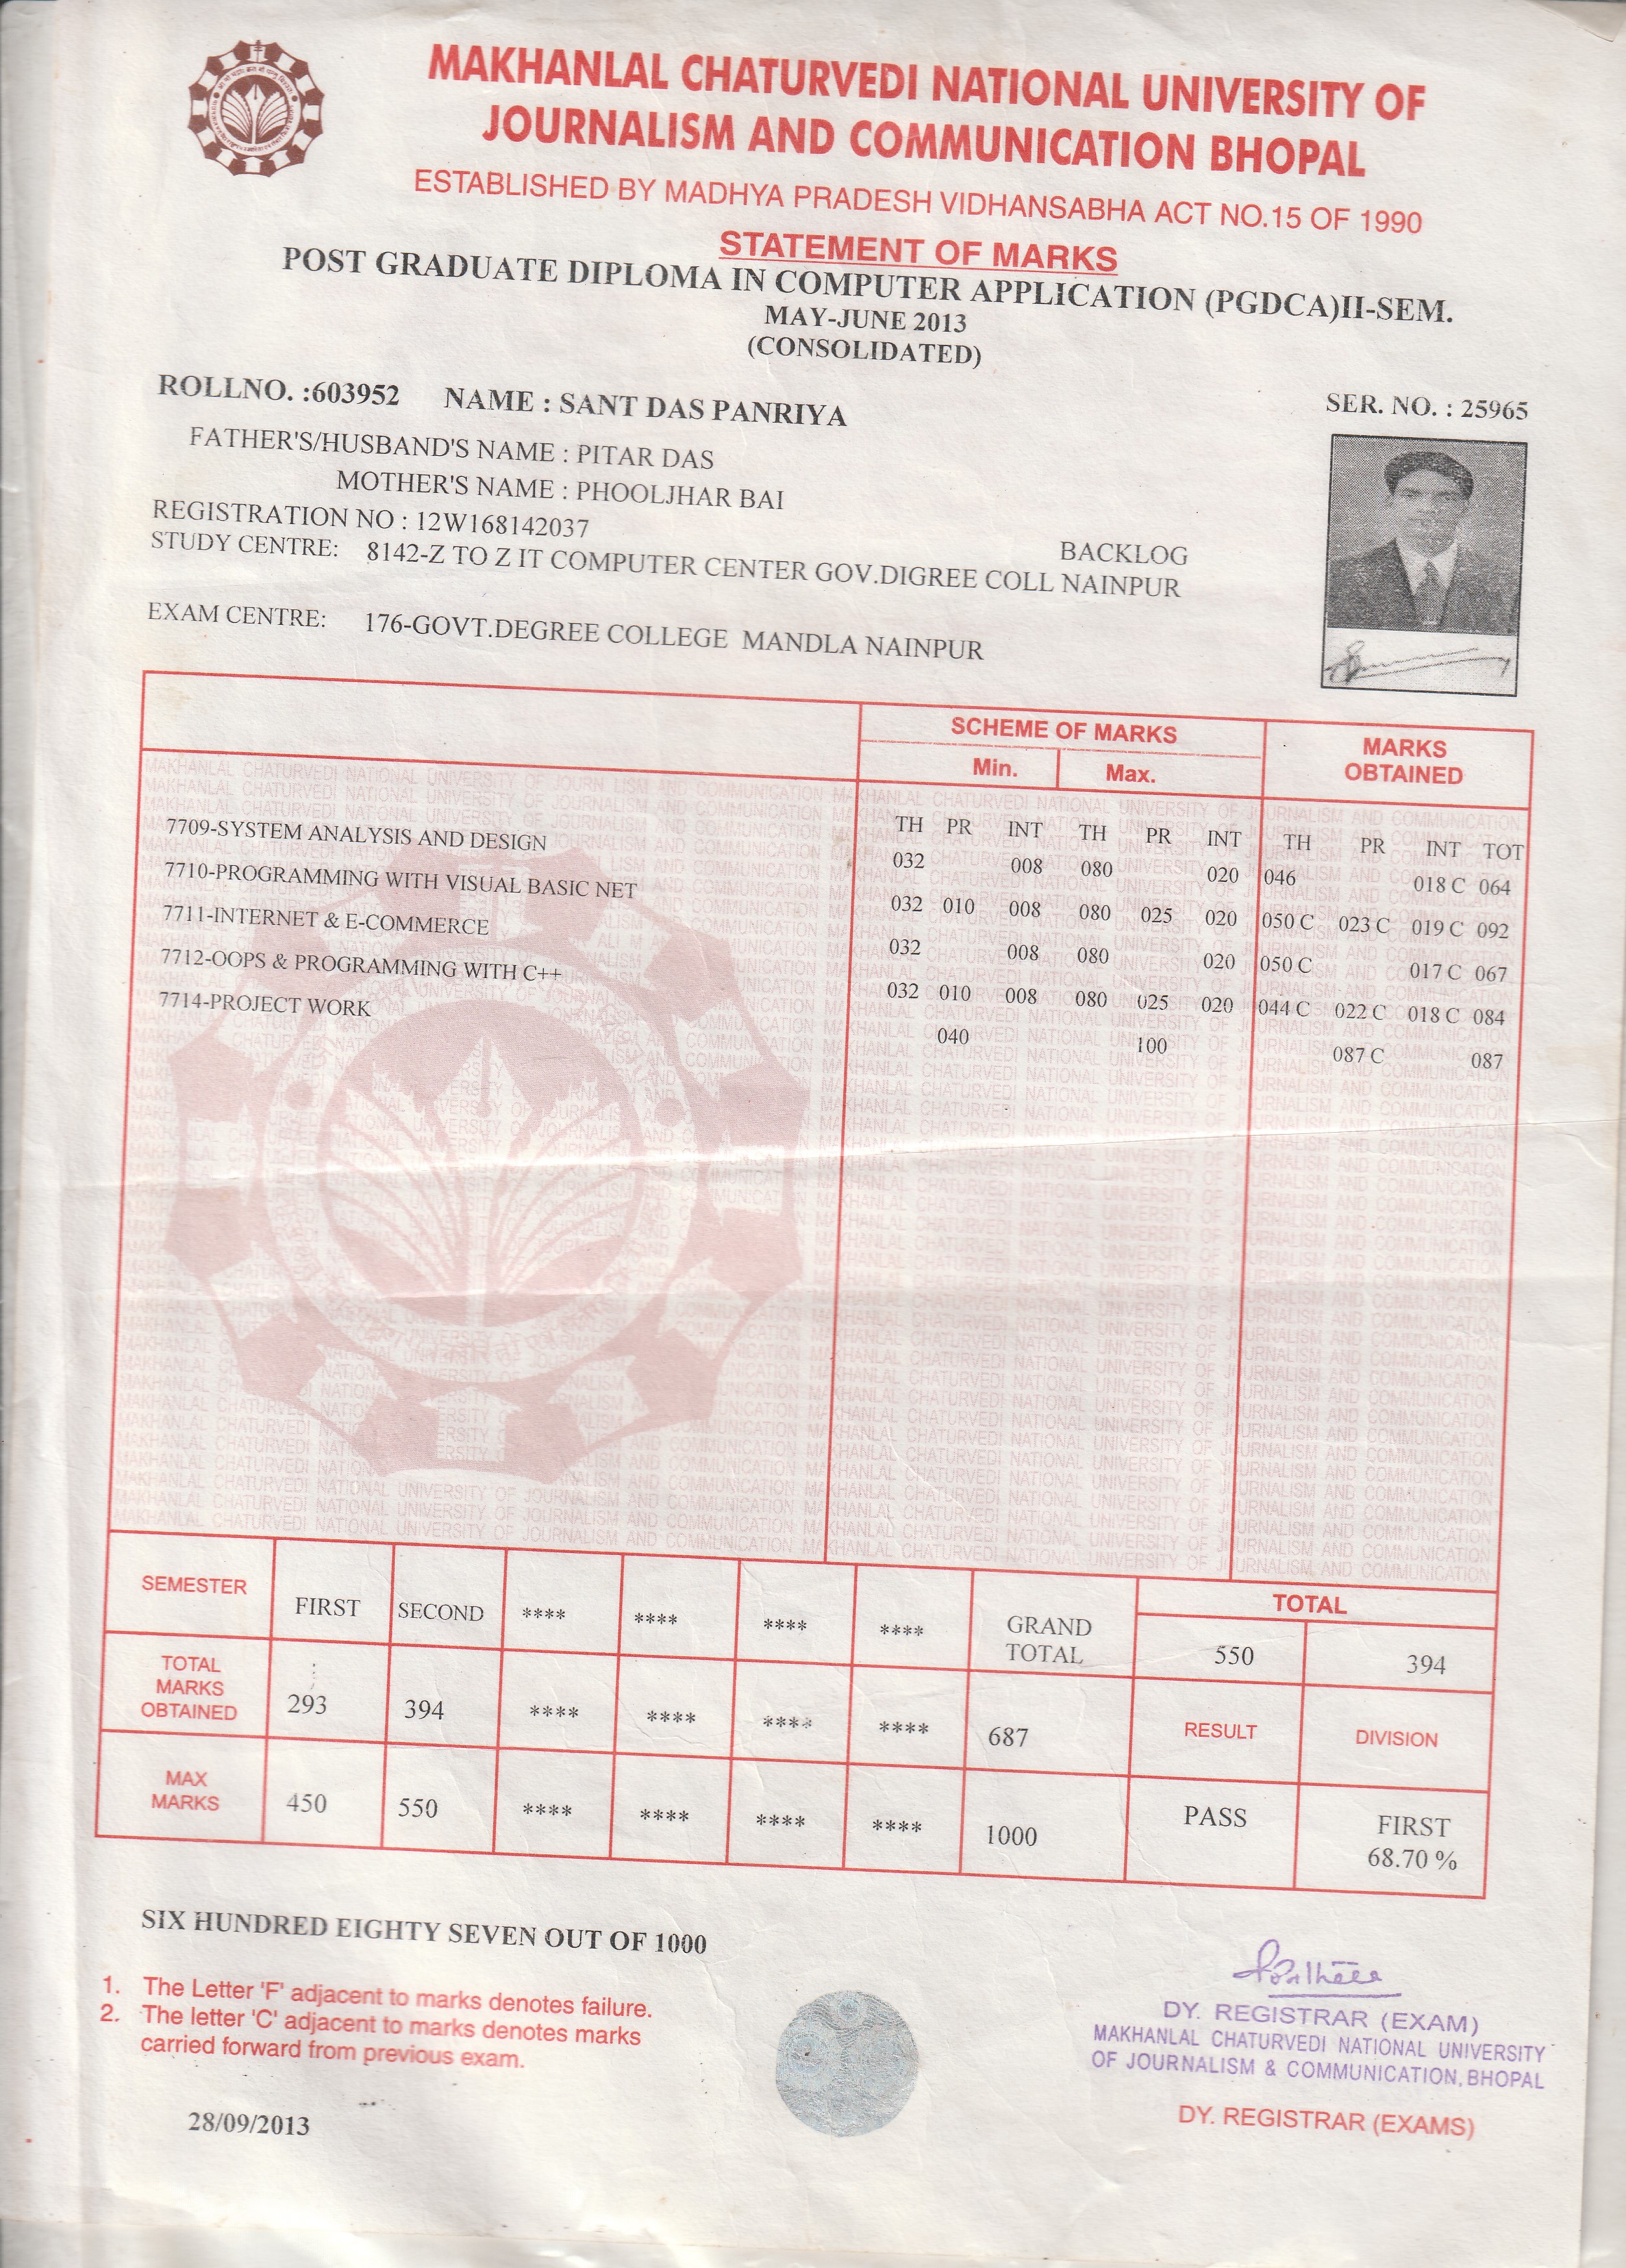 MAKHANLAL CHATURVEDI NATIONAL UNIVERSITY OF
JOURNALISM AND COMMUNICATION BHOPAL
ESTABLISHED BY MADHYA PRADESH VIDHANSABHA ACT NO.15 OF 1990
STATEMENT OF MARKS
POST GRADUATE DIPLOMA IN COMPUTER APPLICATION (PGDCA)II-SEM.
MAY-JUNE 2013
(CONSOLIDATED)
ROLLNO. :603952 NAME : SANT DAS PANRIYA SER. NO. : 25965
FATHER'S/HUSBAND'S NAME : PITAR DAS
MOTHER'S NAME : PHOOLJHAR BAI
REGISTRATION NO : 12W168142037
BACKLOG
STUDY CENTRE: 8142-Z TO Z IT COMPUTER CENTER GOV.DIGREE COLL NAINPUR
EXAM CENTRE: 176-GOVT.DEGREE COLLEGE MANDLA NAINPUR
SCHEME OF MARKS MARKS OBTAINED
Min. Max.
TH PR INT TH PR INT TH PR INT TOT
7709-SYSTEM ANALYSIS AND DESIGN 032 008 080 020 046 018 C 064
7710-PROGRAMMING WITH VISUAL BASIC NET 032 010 008 080 025 020 050 C 023 C 019 C 092
7711-INTERNET & E-COMMERCE 032 008 080 020 050 C 017 C 067
7712-OOPS & PROGRAMMING WITH C++ 032 010 008 080 025 020 044 C 022 C 018 C 084
7714-PROJECT WORK 040 100 087 C 087
SEMESTER FIRST SECOND **** **** **** **** GRAND TOTAL TOTAL
550 394
TOTAL MARKS OBTAINED 293 394 **** **** **** **** 687 RESULT DIVISION
MAX MARKS 450 550 **** **** **** **** 1000 PASS FIRST
68.70 %
SIX HUNDRED EIGHTY SEVEN OUT OF 1000
1. The Letter 'F' adjacent to marks denotes failure.
2. The letter 'C' adjacent to marks denotes marks
carried forward from previous exam.
28/09/2013
DY. REGISTRAR (EXAM)
MAKHANLAL CHATURVEDI NATIONAL UNIVERSITY
OF JOURNALISM & COMMUNICATION, BHOPAL
DY. REGISTRAR (EXAMS)